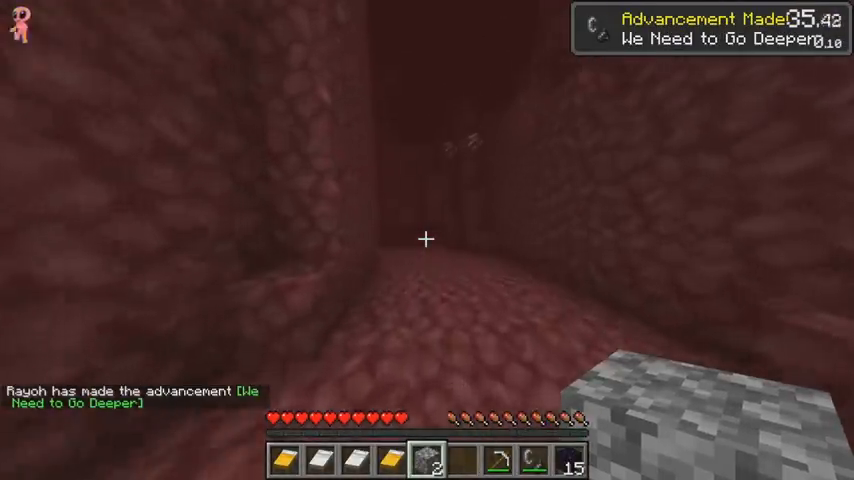 Advancement Made
35.42
We Need to Go Deeper
0.10
Rayoh has made the advancement [We
Need to Go Deeper]
2
15